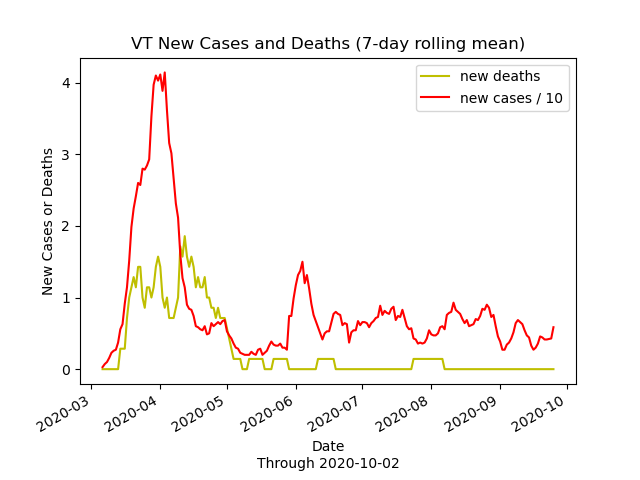 VT New Cases and Deaths (7-day rolling mean)
new deaths
new cases / 10
New Cases or Deaths
4
3
2
1
0
2020-03
2020-04
2020-05
2020-06
2020-07
2020-08
2020-09
2020-10
Date
Through 2020-10-02